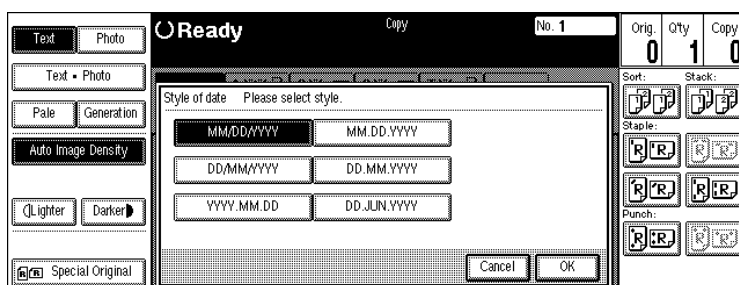 Text Photo
Text • Photo
Pale Generation
Auto Image Density
Lighter Darker
Special Original
Ready
Copy
No. 1
Style of date Please select style.
MM/DD/YYYY MM.DD.YYYY
DD/MM/YYYY DD.MM.YYYY
YYYY.MM.DD DD.JUN.YYYY
Cancel OK
Orig. Q'ty Copy
0 1 0
Sort: Stack:
Staple:
Punch: